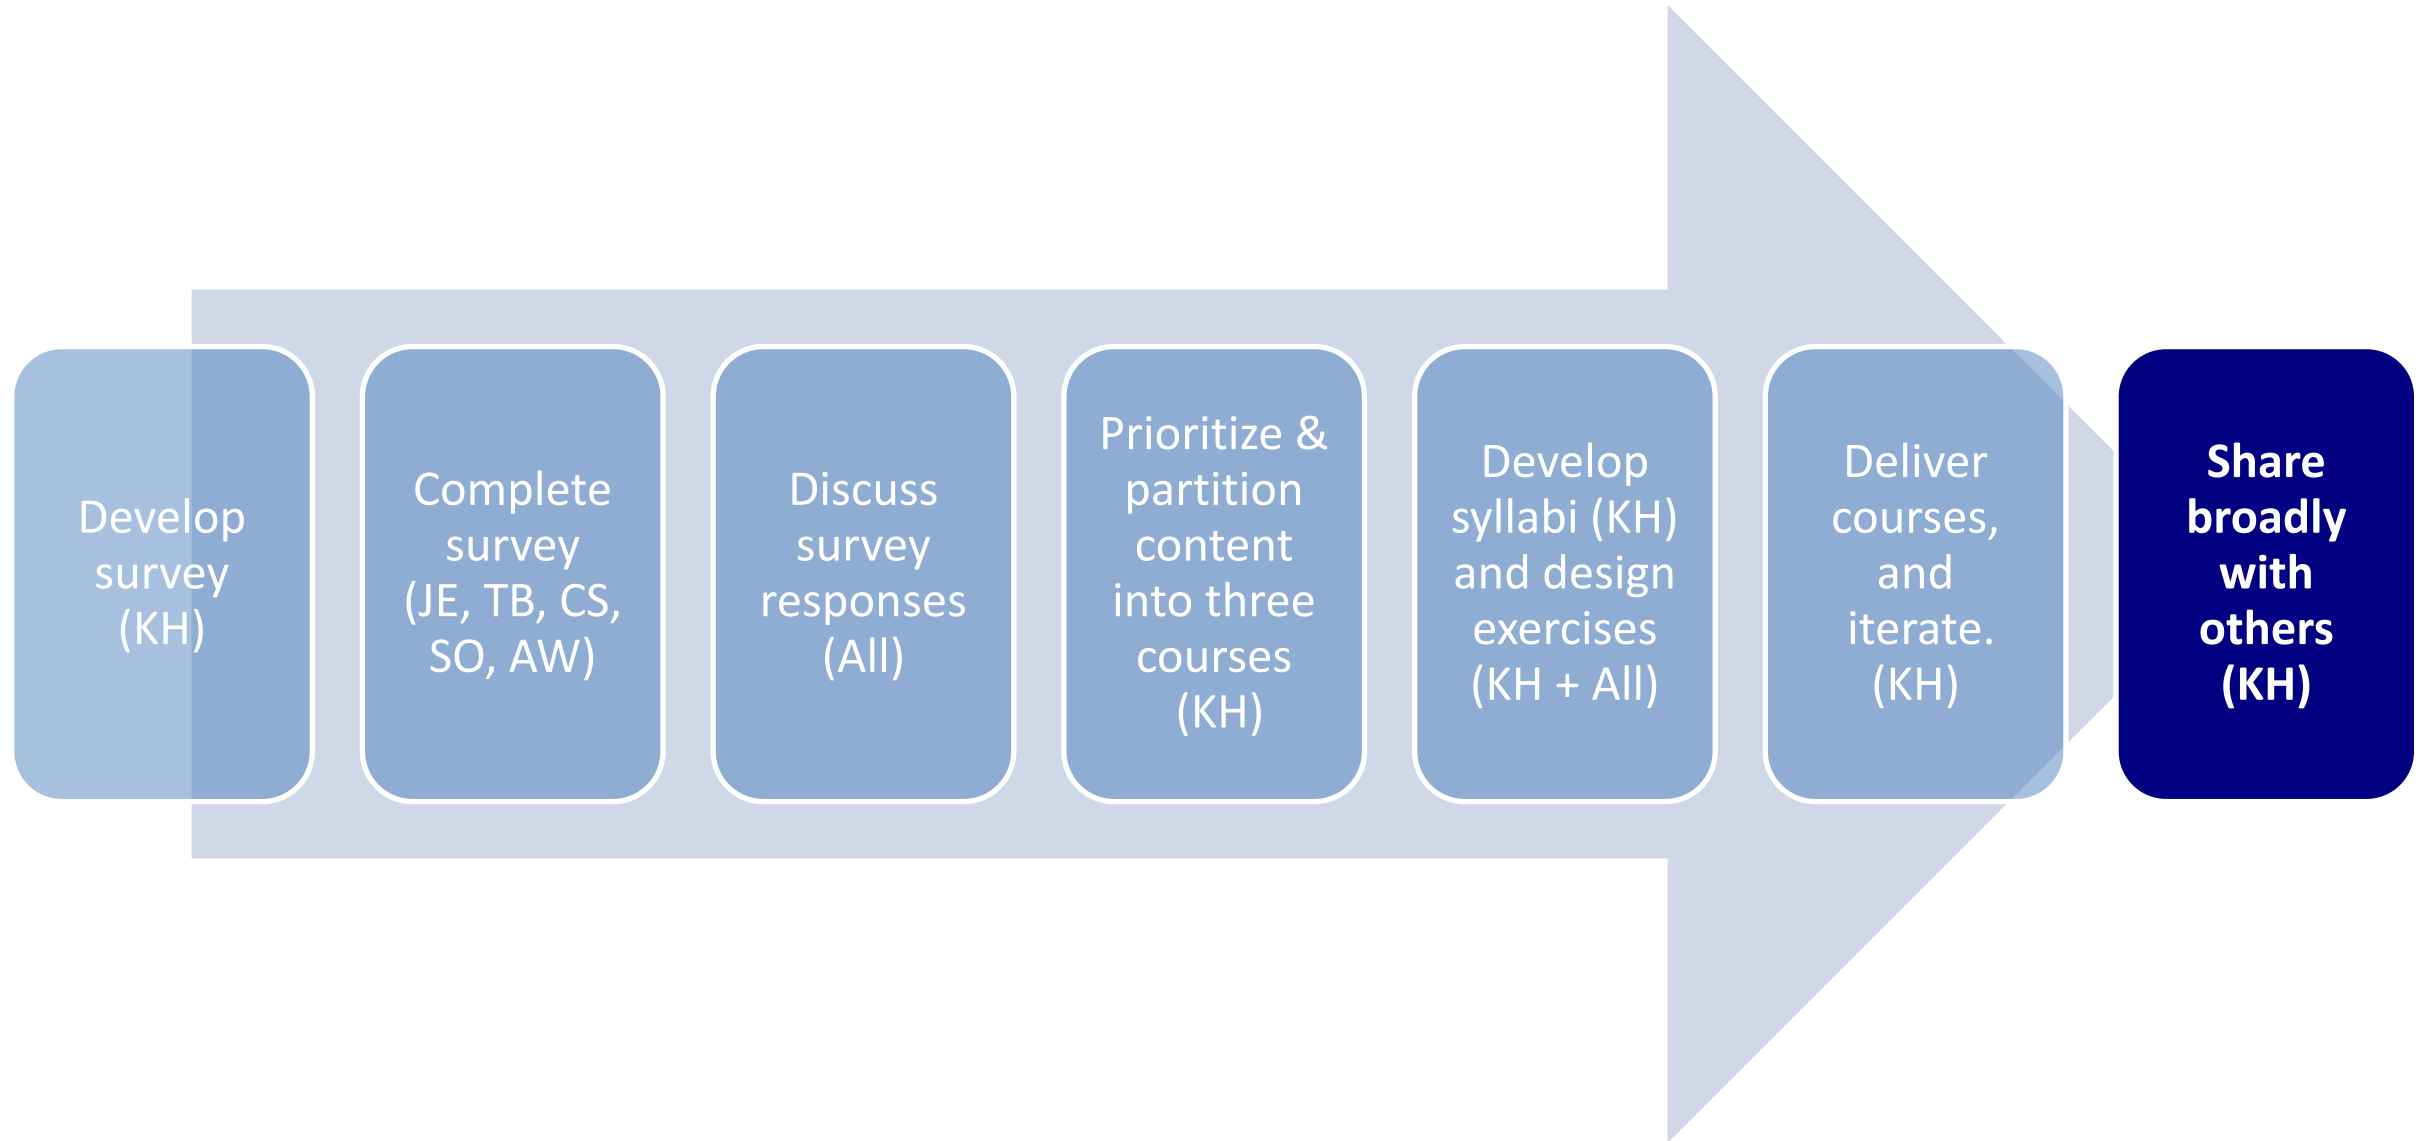 Develop
survey
(KH)
Complete
survey
(JE, TB, CS,
SO, AW)
Discuss
survey
responses
(All)
Prioritize &
partition
content
into three
courses
(KH)
Develop
syllabi (KH)
and design
exercises
(KH + All)
Deliver
courses,
and
iterate.
(KH)
Share
broadly
with
others
(KH)